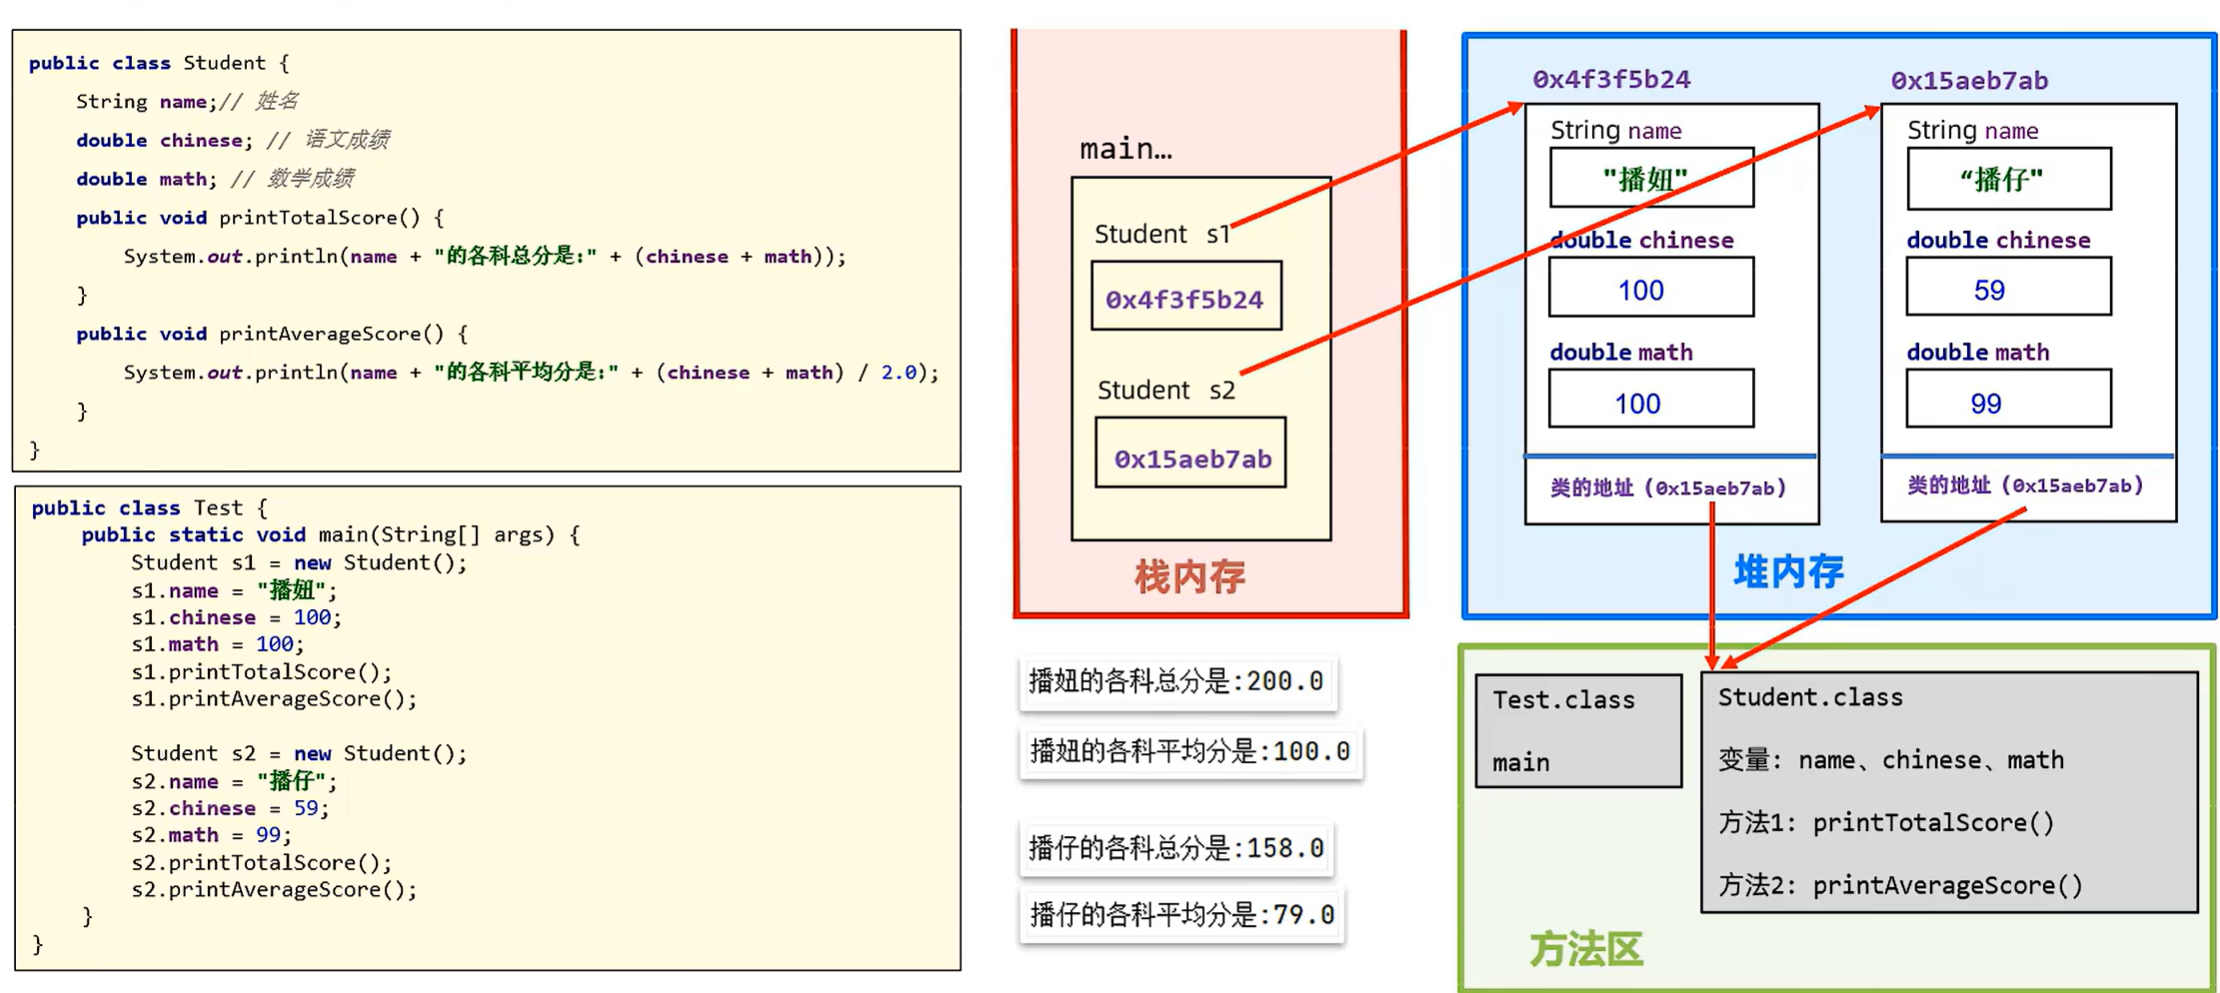 public class Student {
String name;// 姓名
double chinese; // 语文成绩
double math; // 数学成绩
public void printTotalScore() {
System.out.println(name + "的各科总分是:" + (chinese + math));
}
public void printAverageScore() {
System.out.println(name + "的各科平均分是:" + (chinese + math) / 2.0);
}
}
public class Test {
public static void main(String[] args) {
Student s1 = new Student();
s1.name = "播妞";
s1.chinese = 100;
s1.math = 100;
s1.printTotalScore();
s1.printAverageScore();
Student s2 = new Student();
s2.name = "播仔";
s2.chinese = 59;
s2.math = 99;
s2.printTotalScore();
s2.printAverageScore();
}
}
main…
Student s1
0x4f3f5b24
Student s2
0x15aeb7ab
栈内存
0x4f3f5b24
String name
"播妞"
double chinese
100
double math
100
类的地址（0x15aeb7ab）
0x15aeb7ab
String name
“播仔"
double chinese
59
double math
99
类的地址（0x15aeb7ab）
堆内存
播妞的各科总分是:200.0
播妞的各科平均分是:100.0
播仔的各科总分是:158.0
播仔的各科平均分是:79.0
Test.class
main
Student.class
变量: name、chinese、math
方法1: printTotalScore()
方法2: printAverageScore()
方法区